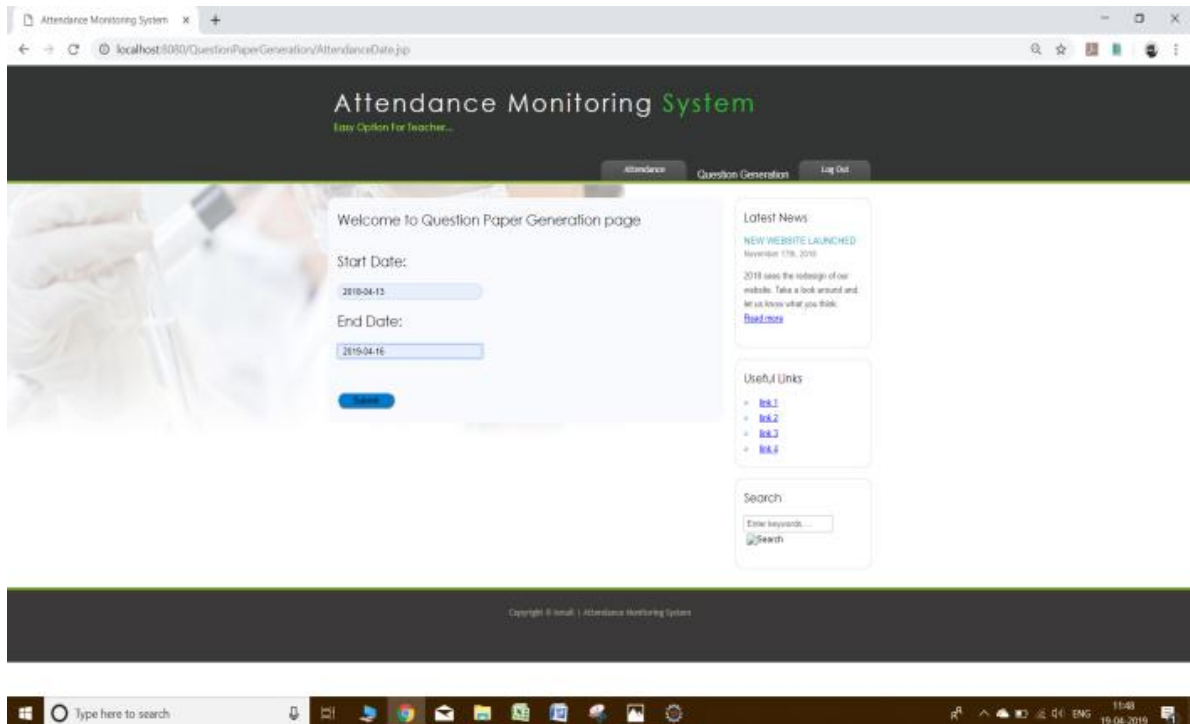 Attendance Monitoring System
localhost:8080/QuestionPaperGeneration/AttendanceDate.jsp
Attendance Monitoring System
Easy Option For Teacher...
Attendance
Question Generation
Log Out
Welcome to Question Paper Generation page
Start Date:
2018-04-13
End Date:
2019-04-16
Submit
Latest News
NEW WEBSITE LAUNCHED
November 17th, 2018
2018 sees the redesign of our
website. Take a look around and
let us know what you think.
Read more
Useful Links
link 1
link 2
link 3
link 4
Search
Enter keywords.....
Search
Copyright © | Attendance Monitoring System
Type here to search
ENG
11:48
19-04-2019